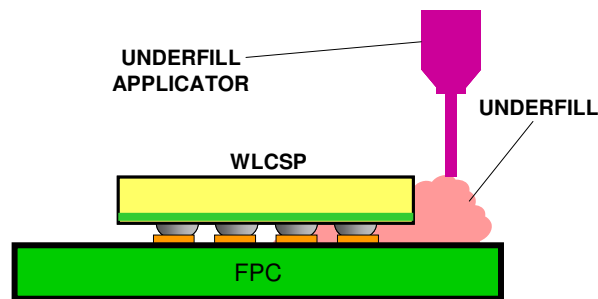 UNDERFILL
APPLICATOR
UNDERFILL
WLCSP
FPC